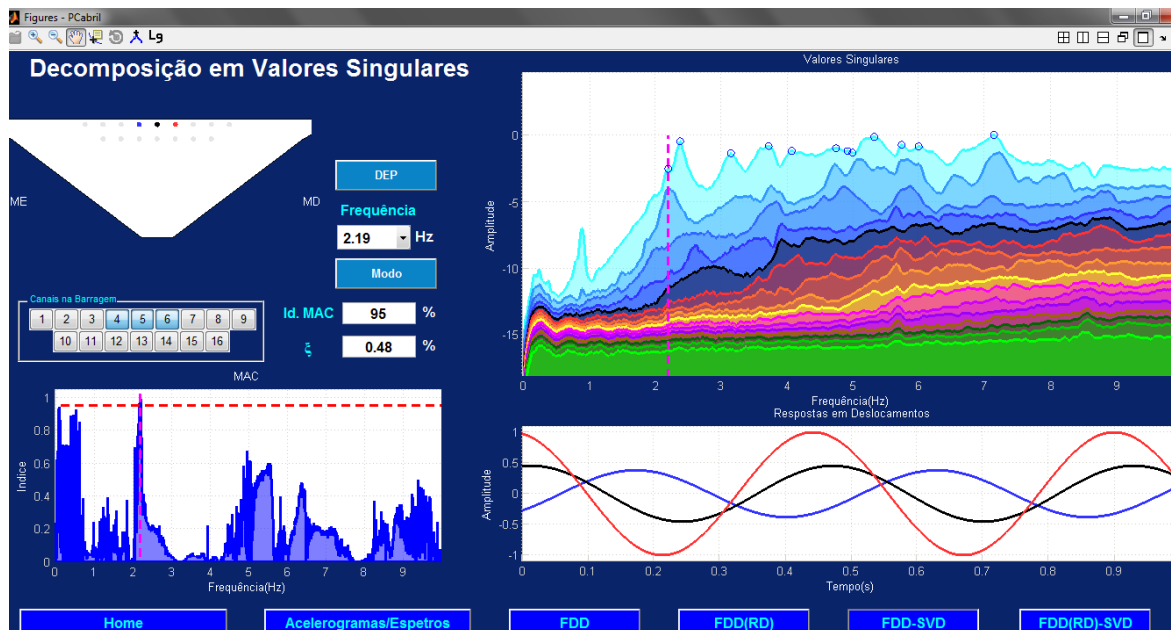 Figures - PCabril
Lg
Decomposição em Valores Singulares
ME
MD
DEP
Frequência
2.19 Hz
Modo
Canais na Barragem
1 2 3 4 5 6 7 8 9
10 11 12 13 14 15 16
Id. MAC 95 %
ξ 0.48 %
MAC
1
0.8
0.6
0.4
0.2
0
Indice
0 1 2 3 4 5 6 7 8 9
Frequência(Hz)
Valores Singulares
0
-5
-10
-15
Amplitude
0 1 2 3 4 5 6 7 8 9
Frequência(Hz)
Respostas em Deslocamentos
1
0.5
0
-0.5
-1
Amplitude
0 0.1 0.2 0.3 0.4 0.5 0.6 0.7 0.8 0.9
Tempo(s)
Home
Acelerogramas/Espetros
FDD
FDD(RD)
FDD-SVD
FDD(RD)-SVD